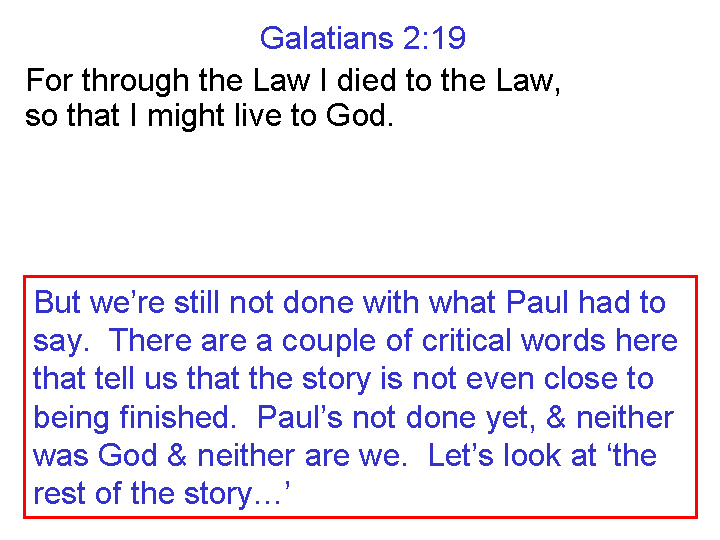 Galatians 2:19
For through the Law I died to the Law,
so that I might live to God.
But we’re still not done with what Paul had to
say.  There are a couple of critical words here
that tell us that the story is not even close to
being finished.  Paul’s not done yet, & neither
was God & neither are we.  Let’s look at ‘the
rest of the story…’